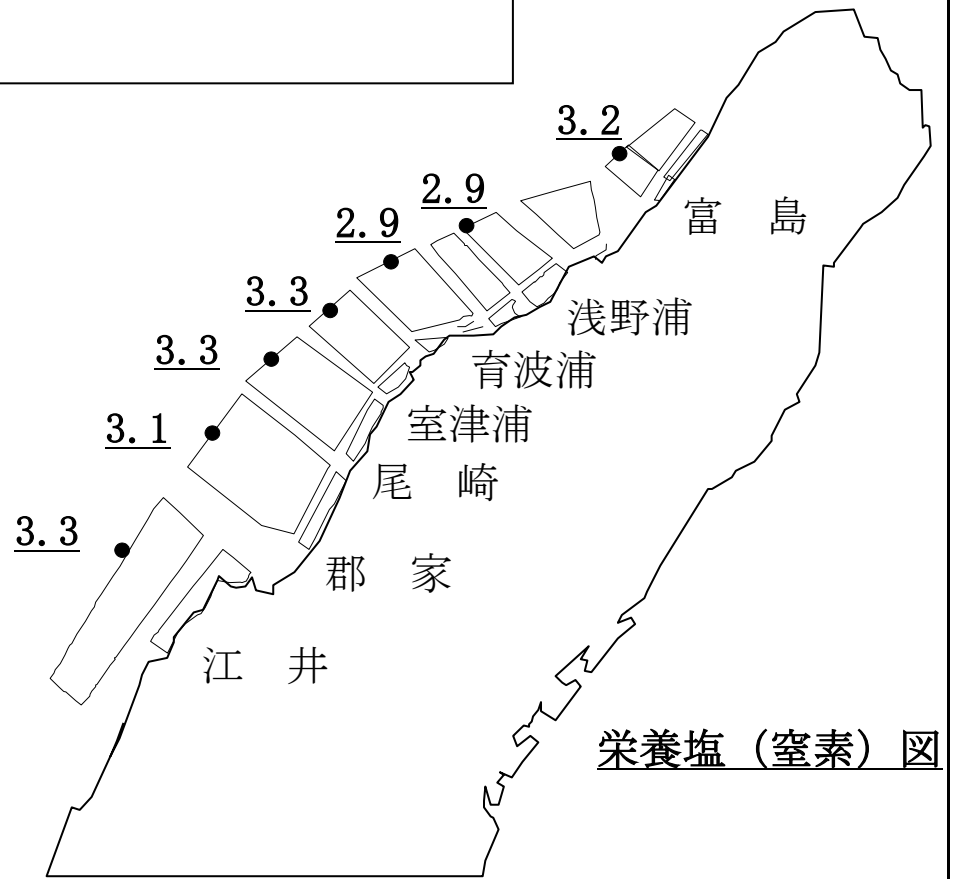 3.2
2.9
2.9
富　島
3.3
浅野浦
3.3
育波浦
3.1
室津浦
尾　崎
3.3
郡　家
江　井
栄養塩（窒素）図